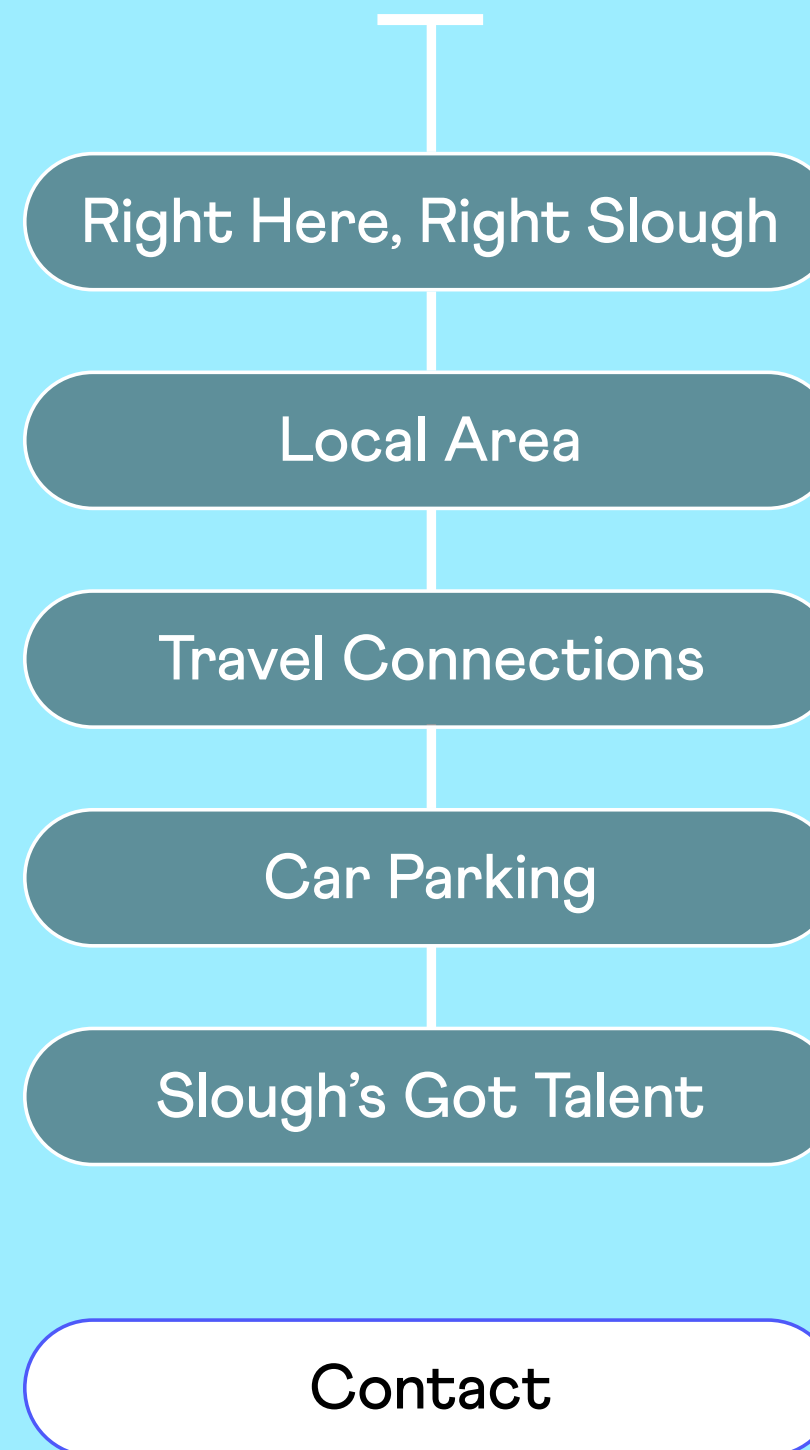 Right Here, Right Slough
Local Area
Travel Connections
Car Parking
Slough’s Got Talent
Contact